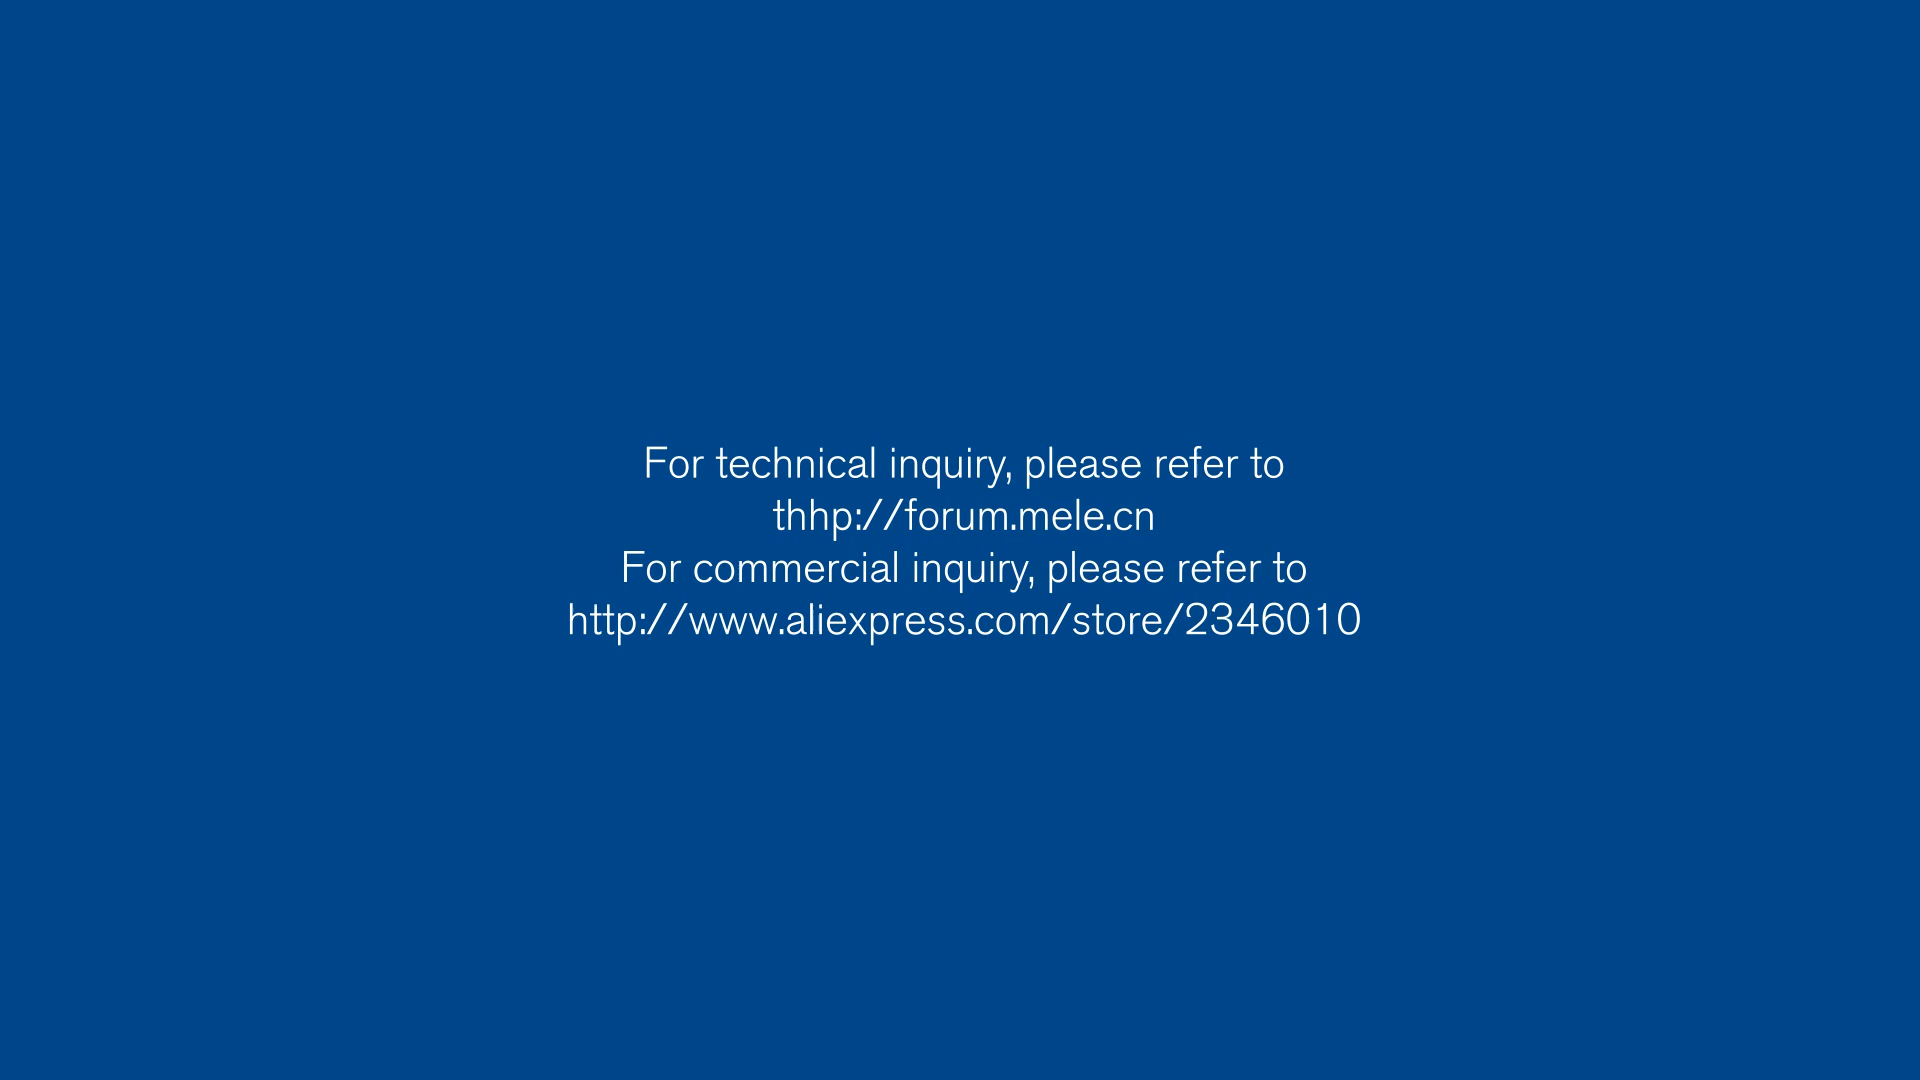 For technical inquiry, please refer to
thhp://forum.mele.cn
For commercial inquiry, please refer to
http://www.aliexpress.com/store/2346010